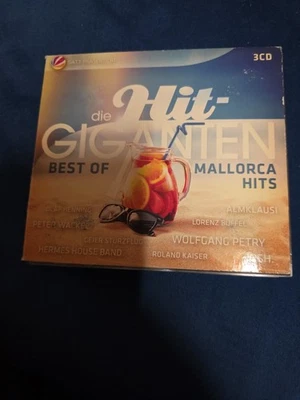 3CD
die Hit-
GIGANTEN
BEST OF MALLORCA
HITS
ALMKLAUSI
PETER WACKEL LORENZ BÜFFEL
WOLFGANG PETRY
HERMES HOUSE BAND ROLAND KAISER